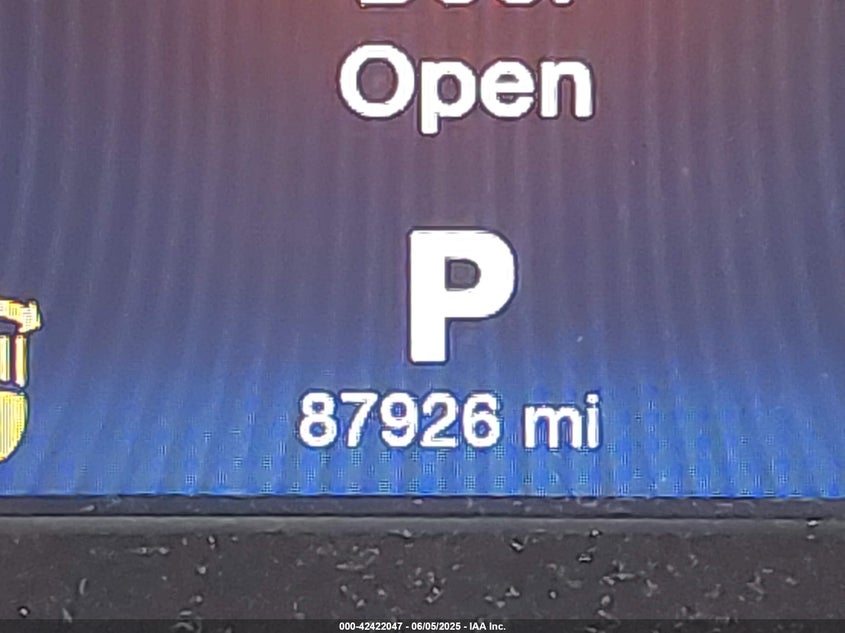 Open
P
87926 mi
000-42422047 - 06/05/2025 - IAA Inc.